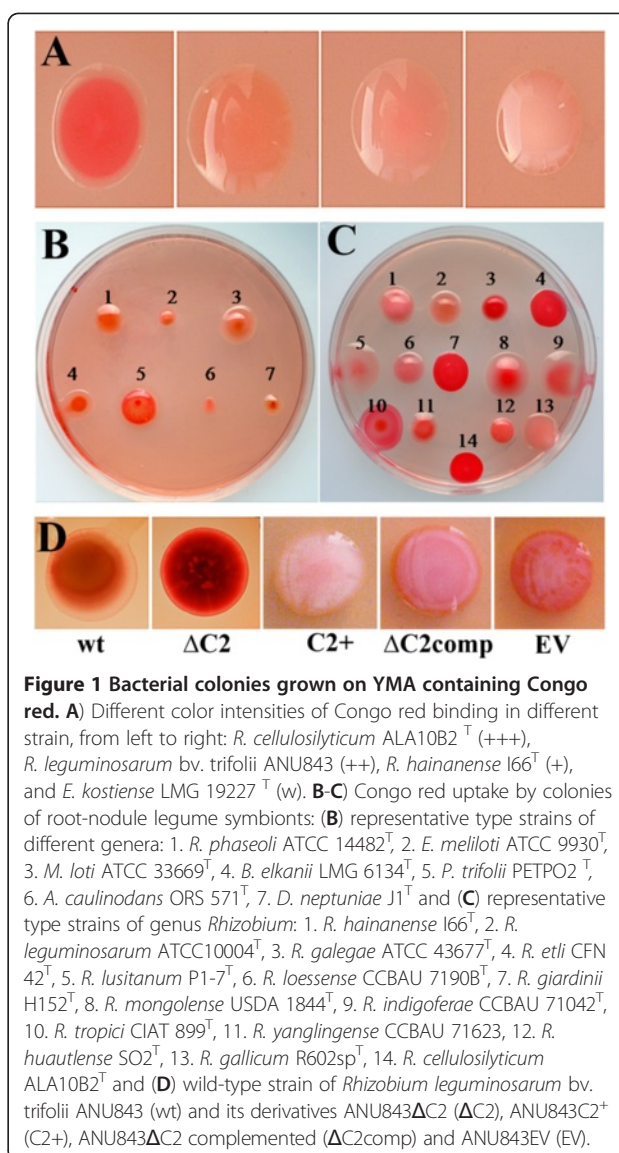 A
B
C
1 2 3
4 5 6 7
1 2 3 4
5 6 7 8 9
10 11 12 13
14
D
wt ΔC2 C2+ ΔC2comp EV
Figure 1 Bacterial colonies grown on YMA containing Congo
red. A) Different color intensities of Congo red binding in different
strain, from left to right: R. cellulosilyticum ALA10B2 T (+++),
R. leguminosarum bv. trifolii ANU843 (++), R. hainanense I66T (+),
and E. kostiense LMG 19227 T (w). B-C) Congo red uptake by colonies
of root-nodule legume symbionts: (B) representative type strains of
different genera: 1. R. phaseoli ATCC 14482T, 2. E. meliloti ATCC 9930T,
3. M. loti ATCC 33669T, 4. B. elkanii LMG 6134T, 5. P. trifolii PETPO2 T,
6. A. caulinodans ORS 571T, 7. D. neptuniae J1T and (C) representative
type strains of genus Rhizobium: 1. R. hainanense I66T, 2. R.
leguminosarum ATCC10004T, 3. R. galegae ATCC 43677T, 4. R. etli CFN
42T, 5. R. lusitanum P1-7T, 6. R. loessense CCBAU 7190BT, 7. R. giardinii
H152T, 8. R. mongolense USDA 1844T, 9. R. indigoferae CCBAU 71042T,
10. R. tropici CIAT 899T, 11. R. yanglingense CCBAU 71623, 12. R.
huautlense SO2T, 13. R. gallicum R602spT, 14. R. cellulosilyticum
ALA10B2T and (D) wild-type strain of Rhizobium leguminosarum bv.
trifolii ANU843 (wt) and its derivatives ANU843ΔC2 (ΔC2), ANU843C2+
(C2+), ANU843ΔC2 complemented (ΔC2comp) and ANU843EV (EV).